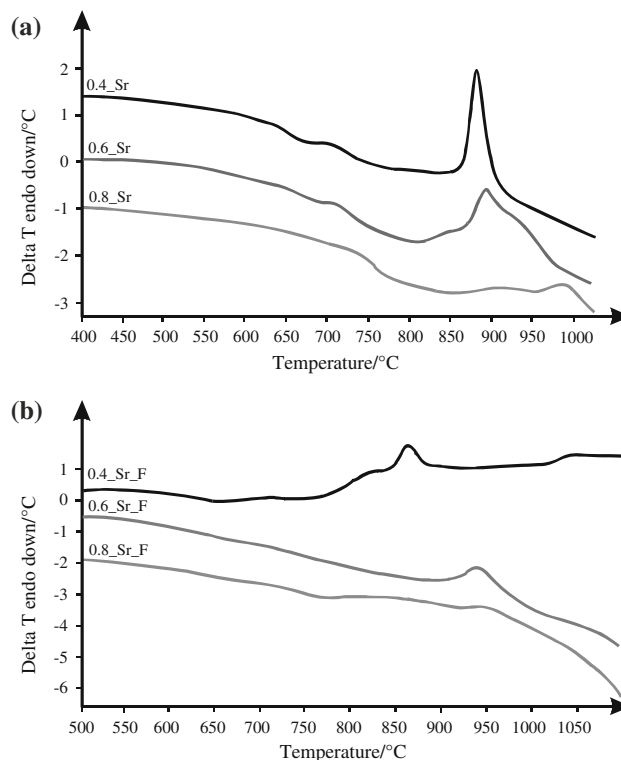 (a)
Delta T endo down/°C
2
1
0
-1
-2
-3
0.4_Sr
0.6_Sr
0.8_Sr
400 450 500 550 600 650 700 750 800 850 900 950 1000
Temperature/°C
(b)
Delta T endo down/°C
1
0
-1
-2
-3
-4
-5
-6
0.4_Sr_F
0.6_Sr_F
0.8_Sr_F
500 550 600 650 700 750 800 850 900 950 1000 1050
Temperature/°C